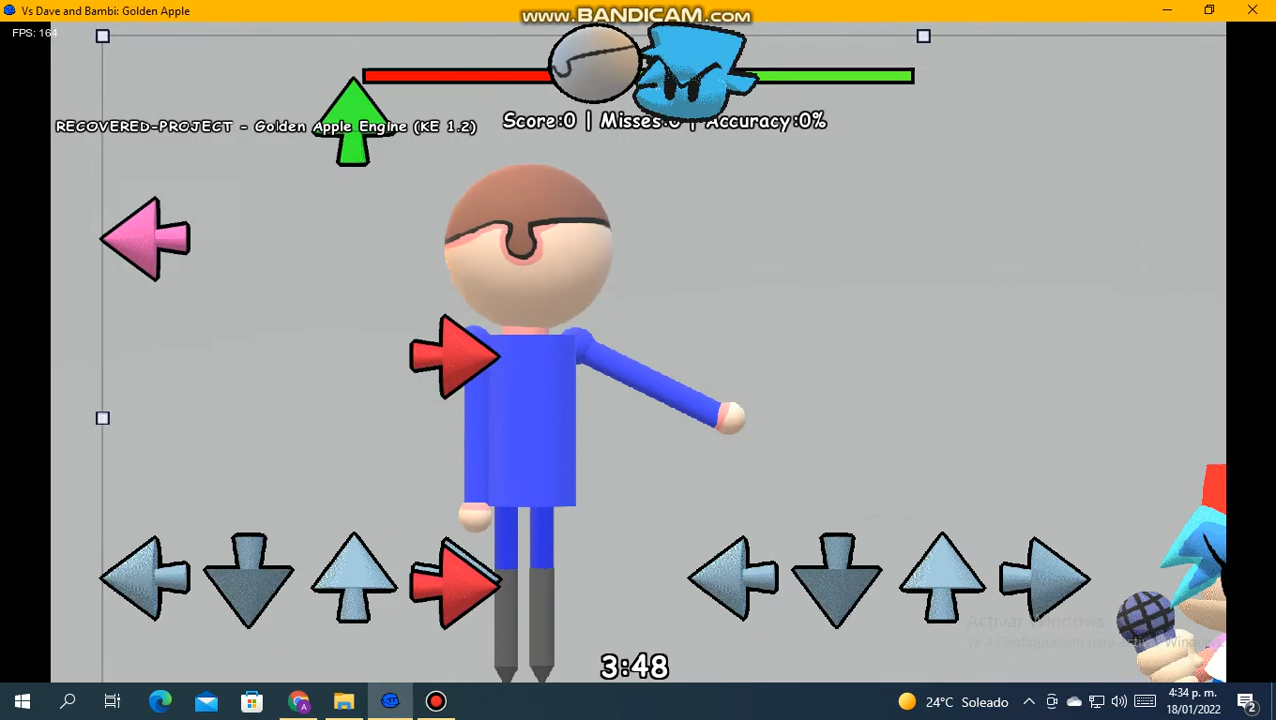 Vs Dave and Bambi: Golden Apple
www.BANDICAM.com
FPS: 164
RECOVERED-PROJECT - Golden Apple Engine (KE 1.2)
Score:0 | Misses:0 | Accuracy:0%
Activar Windows
3:48
24°C Soleado
4:34 p. m.
18/01/2022
2